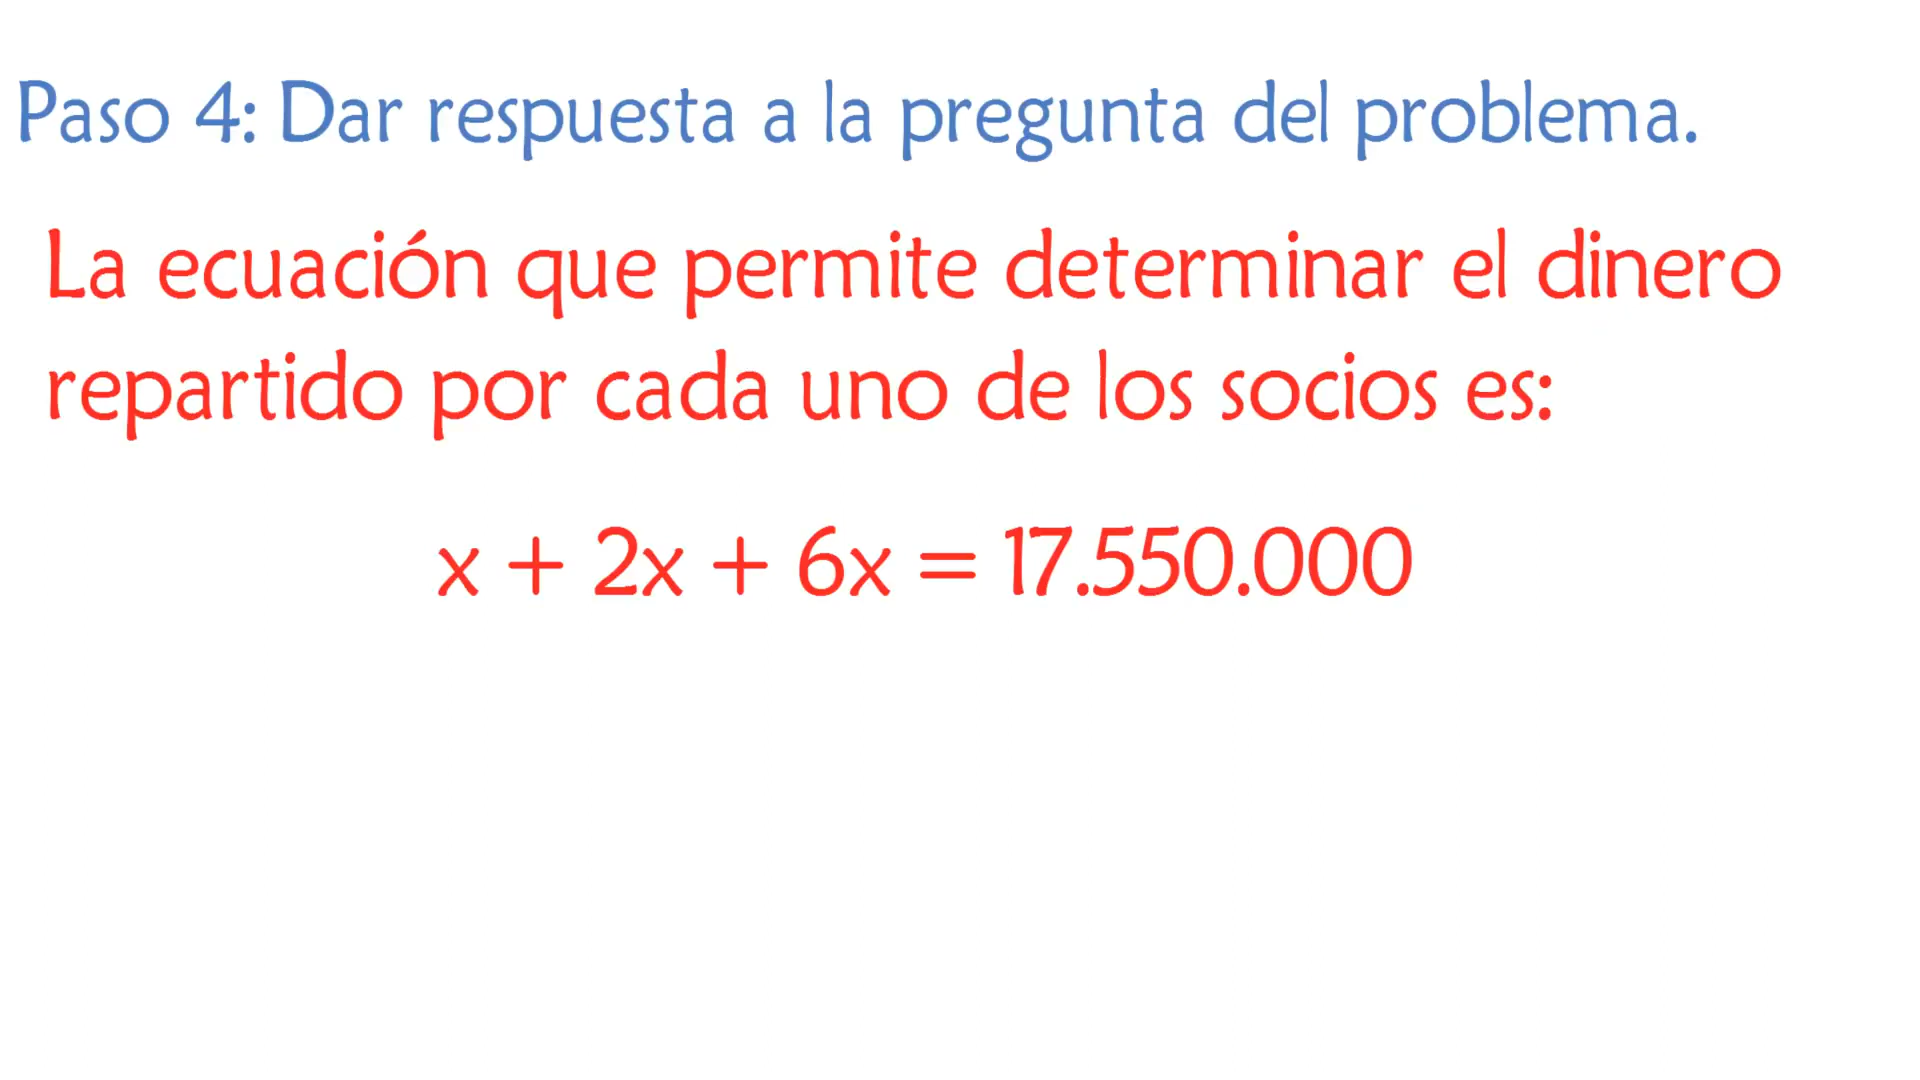 Paso 4: Dar respuesta a la pregunta del problema.
La ecuación que permite determinar el dinero
repartido por cada uno de los socios es:
x + 2x + 6x = 17.550.000